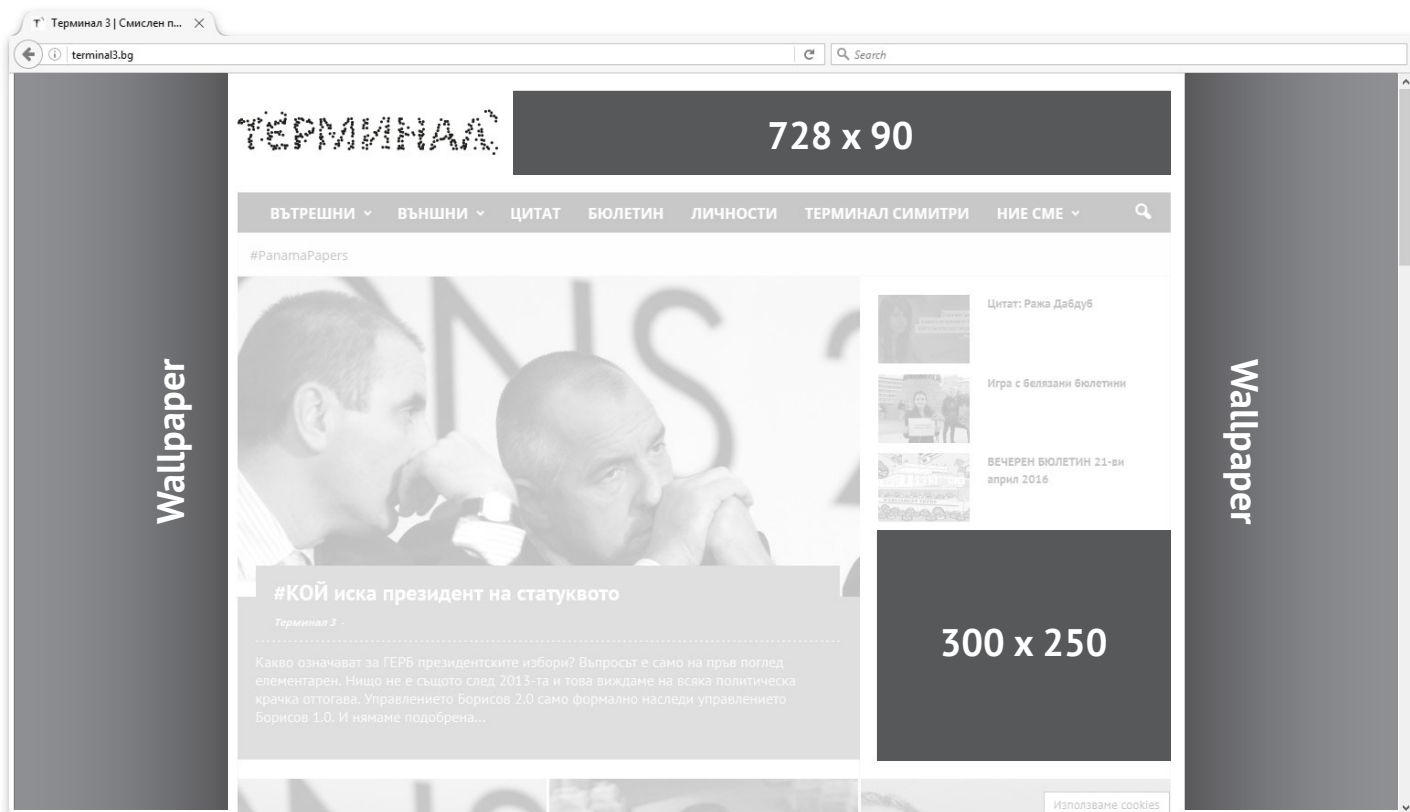 Терминал 3 | Смислен п...
terminal3.bg
Search
ТЕРМИНАЛ
728 x 90
ВЪТРЕШНИ
ВЪНШНИ
ЦИТАТ
БЮЛЕТИН
ЛИЧНОСТИ
ТЕРМИНАЛ СИМИТРИ
НИЕ СМЕ
#PanamaPapers
Wallpaper
NS 2
#КОЙ иска президент на статуквото
Терминал 3 -
Какво означават за ГЕРБ президентските избори? Въпросът е само на пръв поглед
елементарен. Нищо не е същото след 2013-та и това виждаме на всяка политическа
крачка оттогава. Управлението Борисов 2.0 само формално наследи управлението
Борисов 1.0. И нямаме подобрена...
Цитат: Ража Дабдуб
Игра с белязани бюлетини
ВЕЧЕРЕН БЮЛЕТИН 21-ви
април 2016
300 x 250
Wallpaper
Използваме cookies